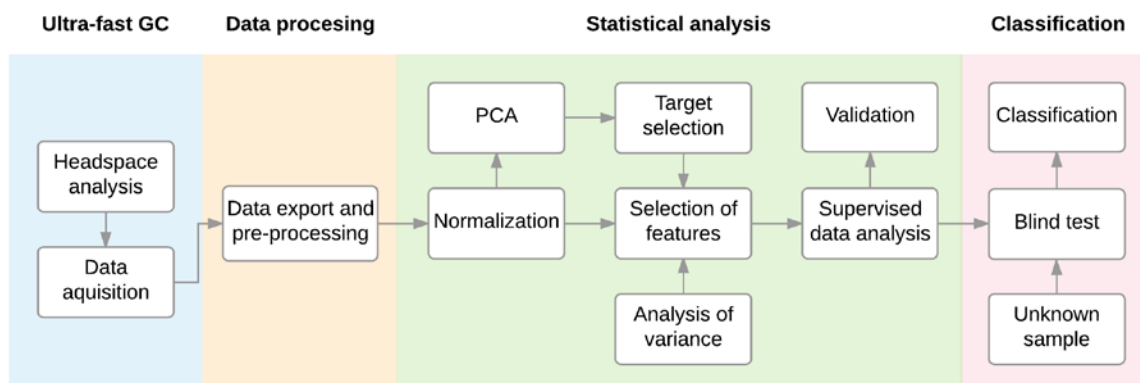 Ultra-fast GC
Data procesing
Statistical analysis
Classification
Headspace
analysis
Data
aquisition
Data export and
pre-processing
PCA
Target
selection
Validation
Normalization
Selection of
features
Supervised
data analysis
Analysis of
variance
Classification
Blind test
Unknown
sample